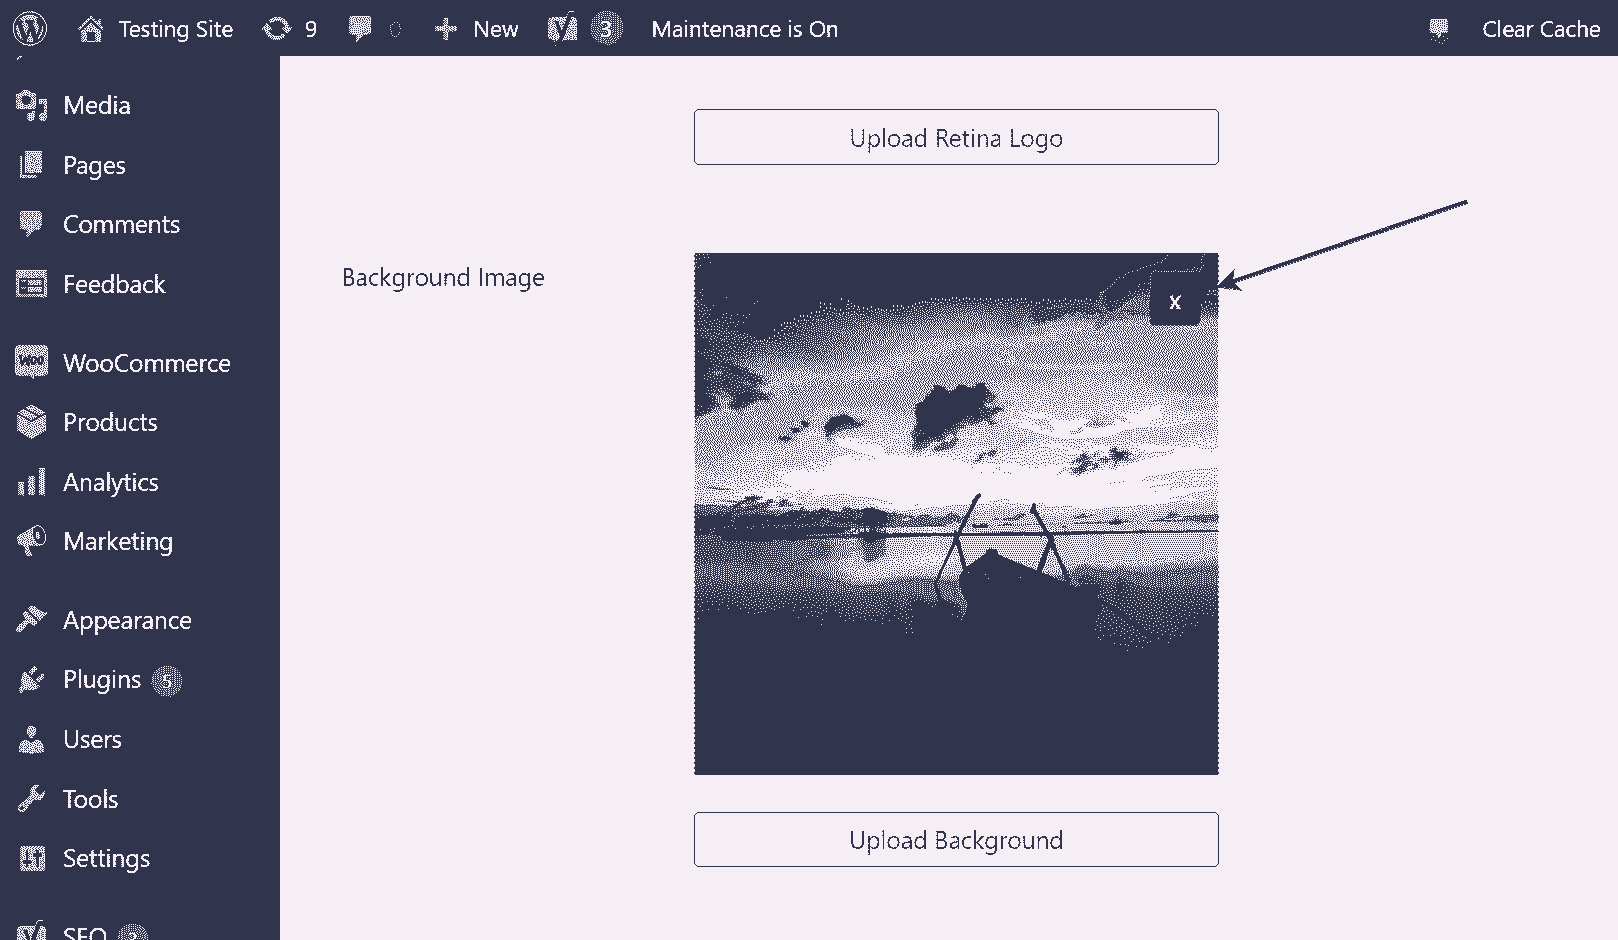 Testing Site 9 0 New 3 Maintenance is On Clear Cache
Media
Pages
Comments
Feedback
WooCommerce
Products
Analytics
Marketing
Appearance
Plugins 5
Users
Tools
Settings
SEO
Upload Retina Logo
Background Image
X
Upload Background